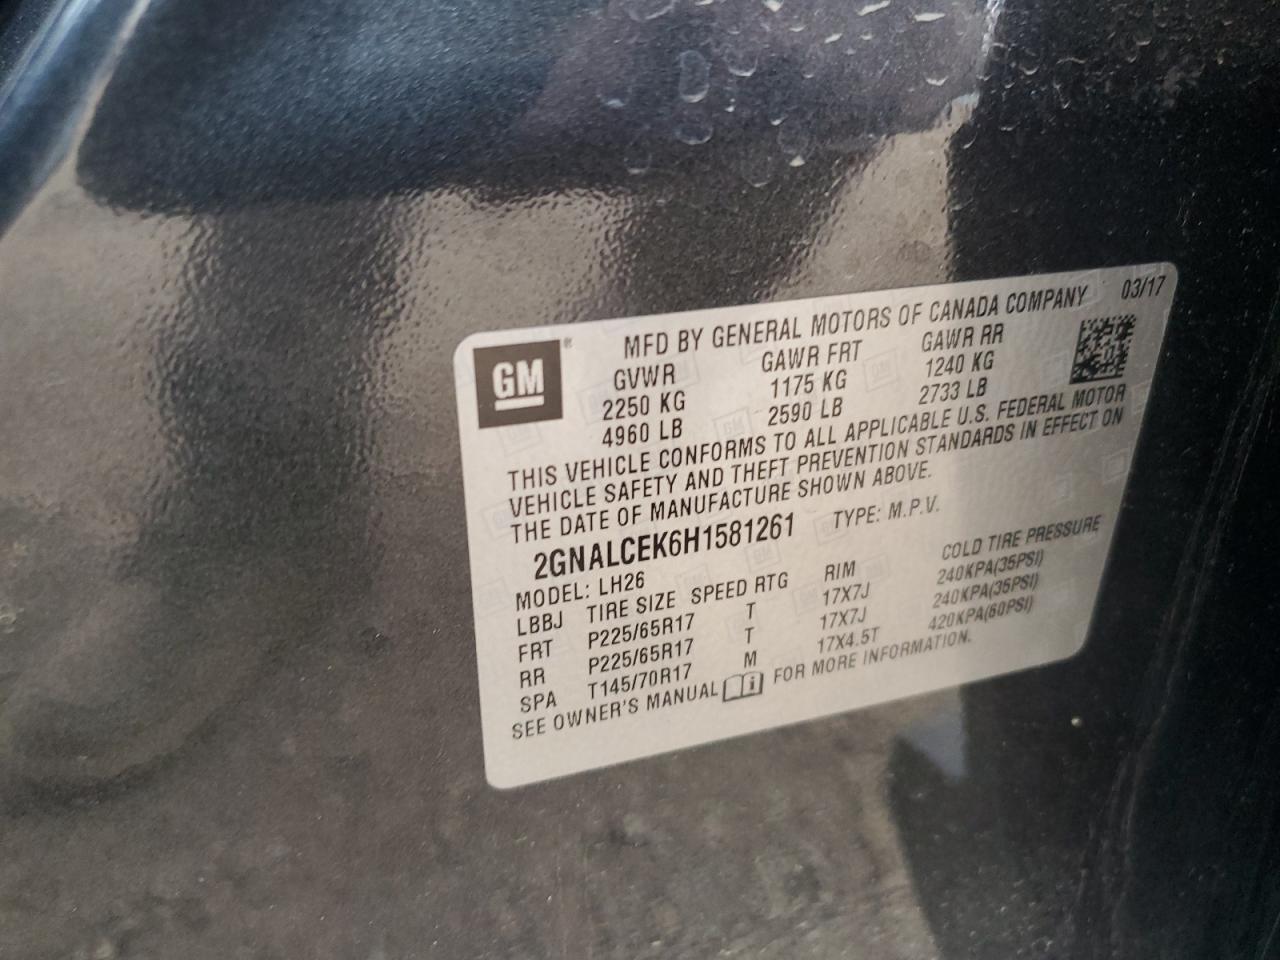 GM ®
MFD BY GENERAL MOTORS OF CANADA COMPANY 03/17
GVWR GAWR FRT GAWR RR
2250 KG 1175 KG 1240 KG
4960 LB 2590 LB 2733 LB
THIS VEHICLE CONFORMS TO ALL APPLICABLE U.S. FEDERAL MOTOR
VEHICLE SAFETY AND THEFT PREVENTION STANDARDS IN EFFECT ON
THE DATE OF MANUFACTURE SHOWN ABOVE.
2GNALCEK6H1581261 TYPE: M.P.V.
MODEL: LH26
LBBJ TIRE SIZE SPEED RTG RIM COLD TIRE PRESSURE
FRT P225/65R17 T 17X7J 240KPA(35PSI)
RR P225/65R17 T 17X7J 240KPA(35PSI)
SPA T145/70R17 M 17X4.5T 420KPA(60PSI)
SEE OWNER'S MANUAL i FOR MORE INFORMATION.